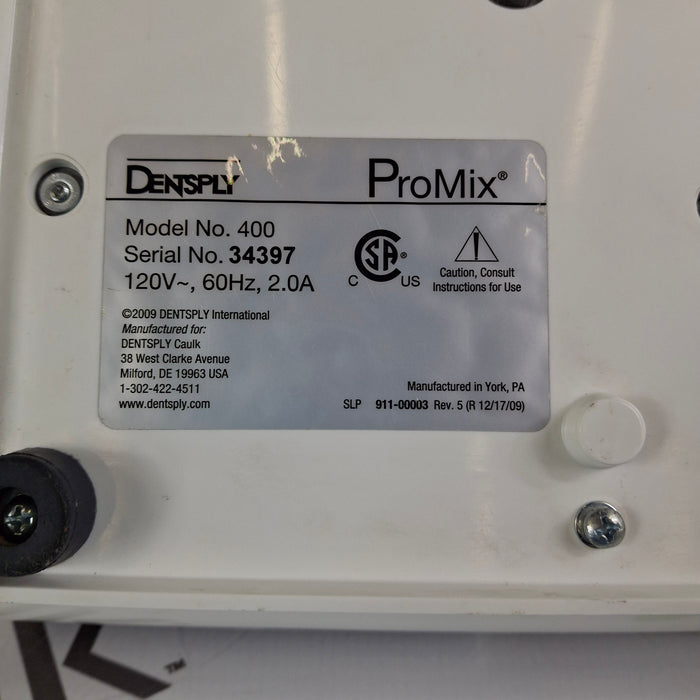 DENTSPLY
ProMix®
Model No. 400
Serial No. 34397
120V~, 60Hz, 2.0A
CSA®
C US
Caution, Consult
Instructions for Use
©2009 DENTSPLY International
Manufactured for:
DENTSPLY Caulk
38 West Clarke Avenue
Milford, DE 19963 USA
1-302-422-4511
www.dentsply.com
Manufactured in York, PA
SLP 911-00003 Rev. 5 (R 12/17/09)
K ™